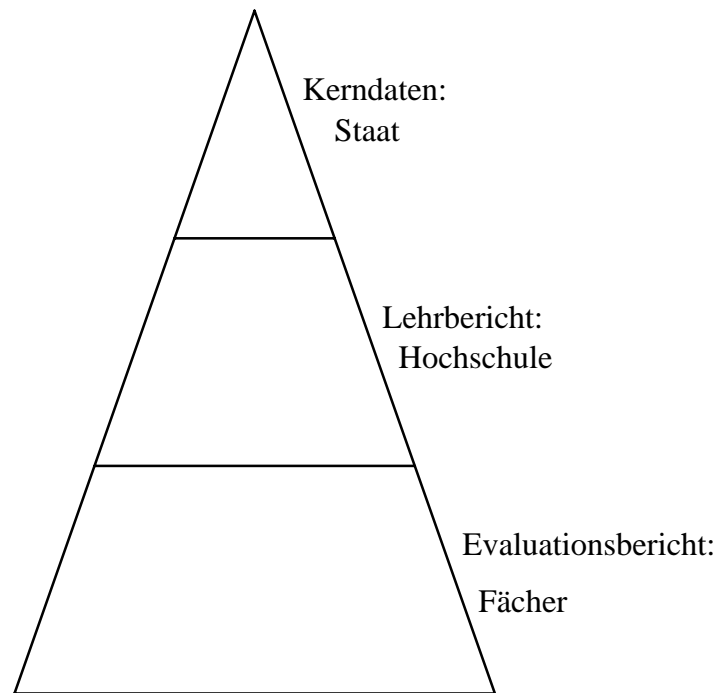 Kerndaten:
Staat
Lehrbericht:
Hochschule
Evaluationsbericht:
Fächer